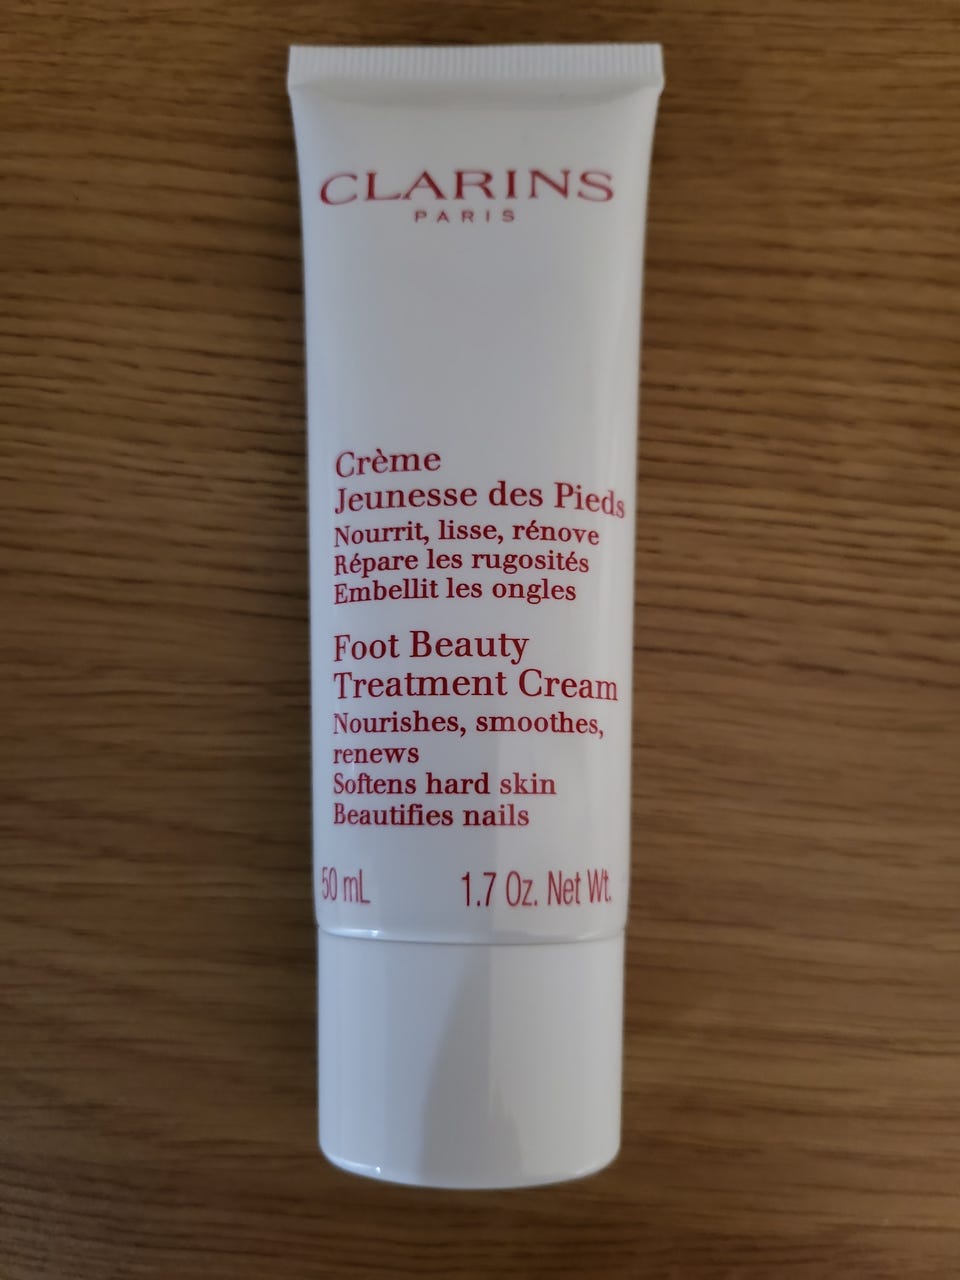 CLARINS
PARIS
Crème
Jeunesse des Pieds
Nourrit, lisse, rénove
Répare les rugosités
Embellit les ongles
Foot Beauty
Treatment Cream
Nourishes, smoothes,
renews
Softens hard skin
Beautifies nails
50 mL 1.7 Oz. Net Wt.